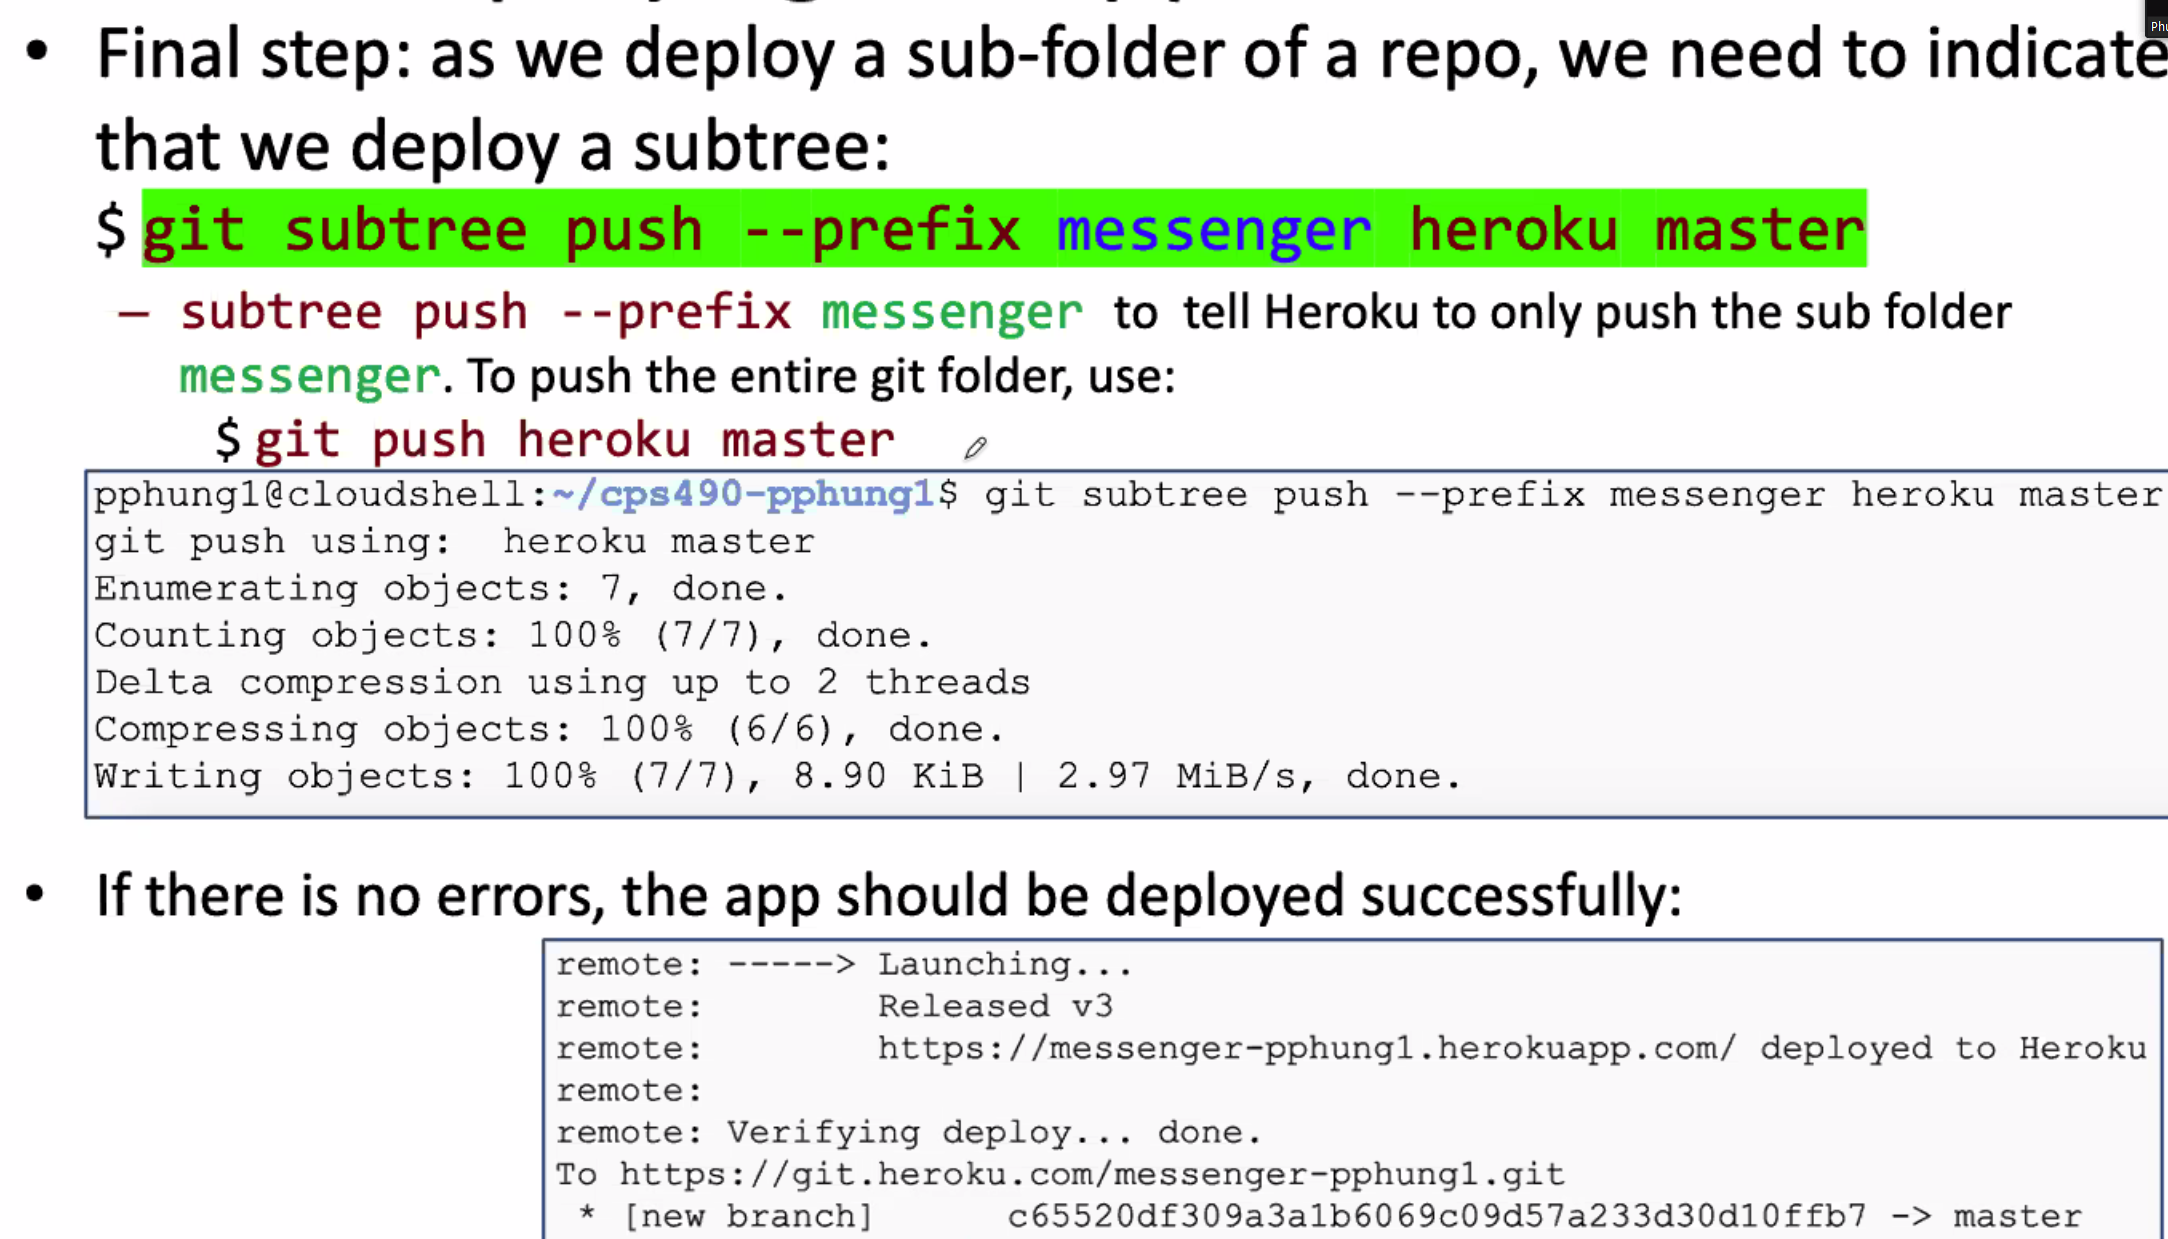 • Final step: as we deploy a sub-folder of a repo, we need to indicate
that we deploy a subtree:
$ git subtree push --prefix messenger heroku master
– subtree push --prefix messenger to tell Heroku to only push the sub folder
messenger. To push the entire git folder, use:
$ git push heroku master
pphung1@cloudshell:~/cps490-pphung1$ git subtree push --prefix messenger heroku master
git push using:  heroku master
Enumerating objects: 7, done.
Counting objects: 100% (7/7), done.
Delta compression using up to 2 threads
Compressing objects: 100% (6/6), done.
Writing objects: 100% (7/7), 8.90 KiB | 2.97 MiB/s, done.
• If there is no errors, the app should be deployed successfully:
remote: -----> Launching...
remote:        Released v3
remote:        https://messenger-pphung1.herokuapp.com/ deployed to Heroku
remote:
remote: Verifying deploy... done.
To https://git.heroku.com/messenger-pphung1.git
 * [new branch]      c65520df309a3a1b6069c09d57a233d30d10ffb7 -> master